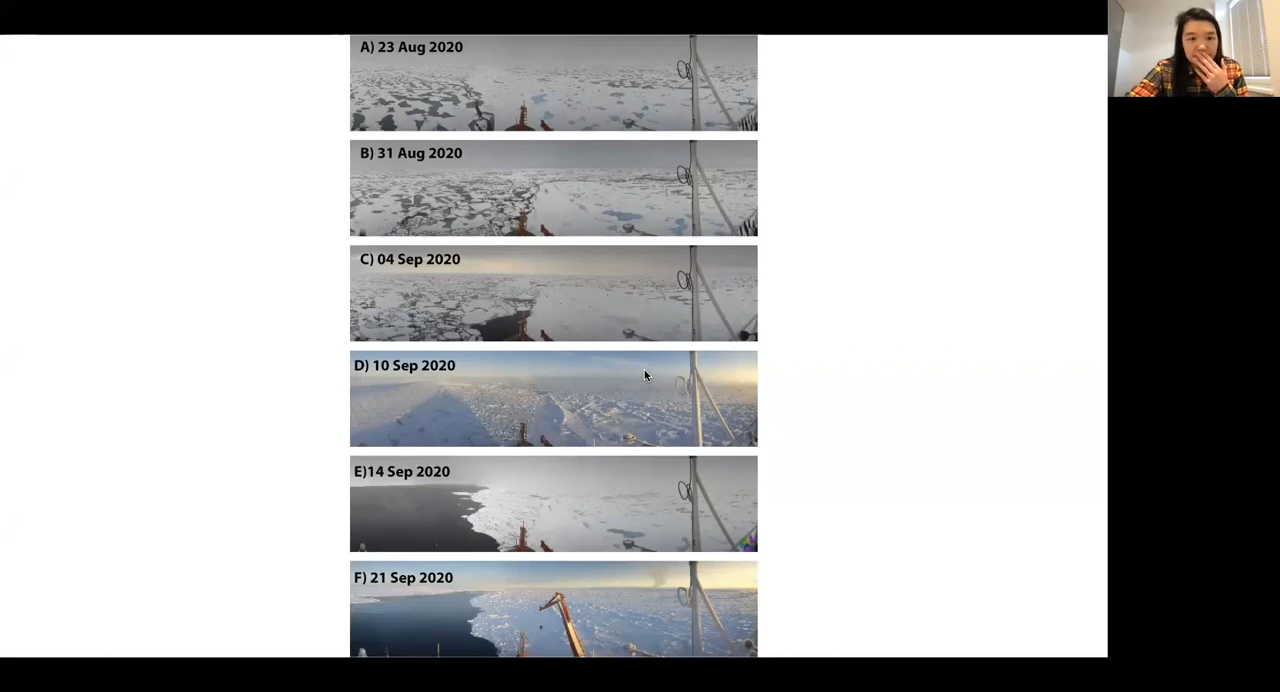 A) 23 Aug 2020
B) 31 Aug 2020
C) 04 Sep 2020
D) 10 Sep 2020
E)14 Sep 2020
F) 21 Sep 2020